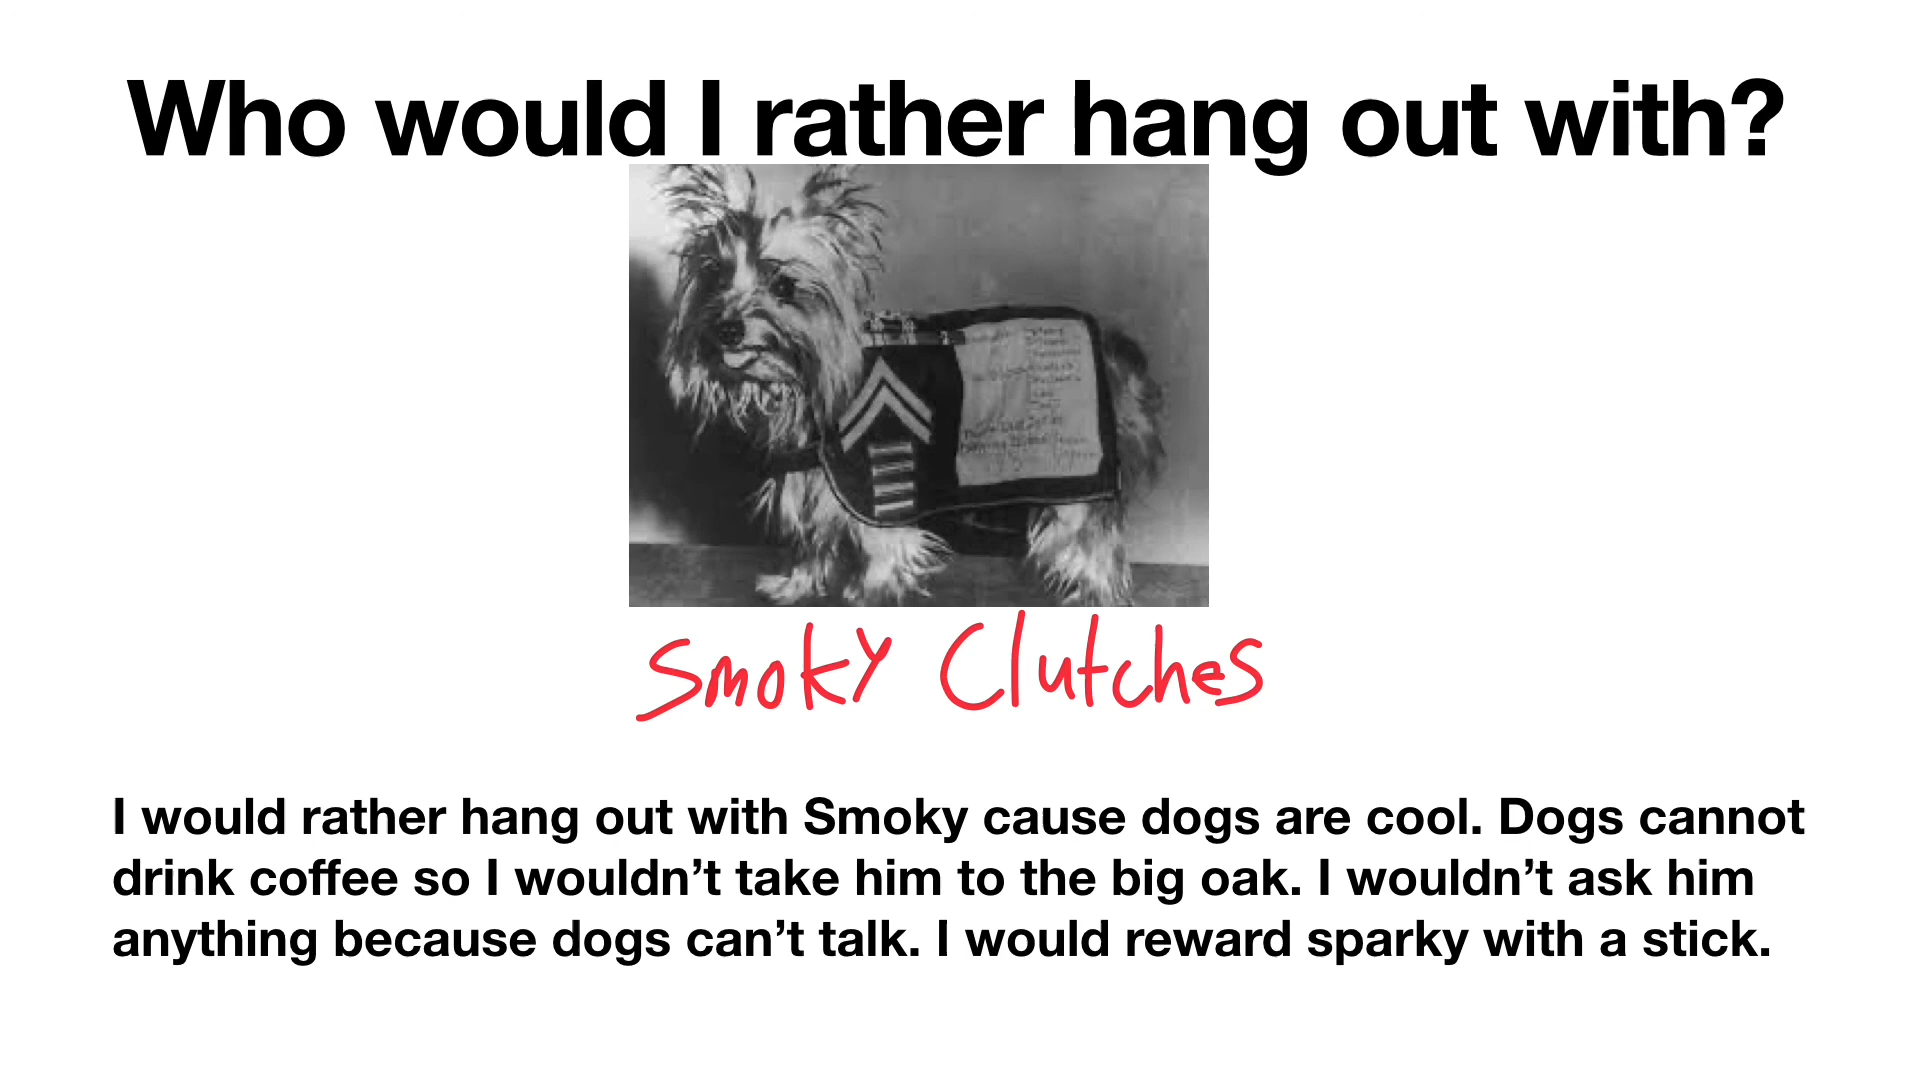 Who would I rather hang out with?
Smoky Clutches
I would rather hang out with Smoky cause dogs are cool. Dogs cannot
drink coffee so I wouldn’t take him to the big oak. I wouldn’t ask him
anything because dogs can’t talk. I would reward sparky with a stick.